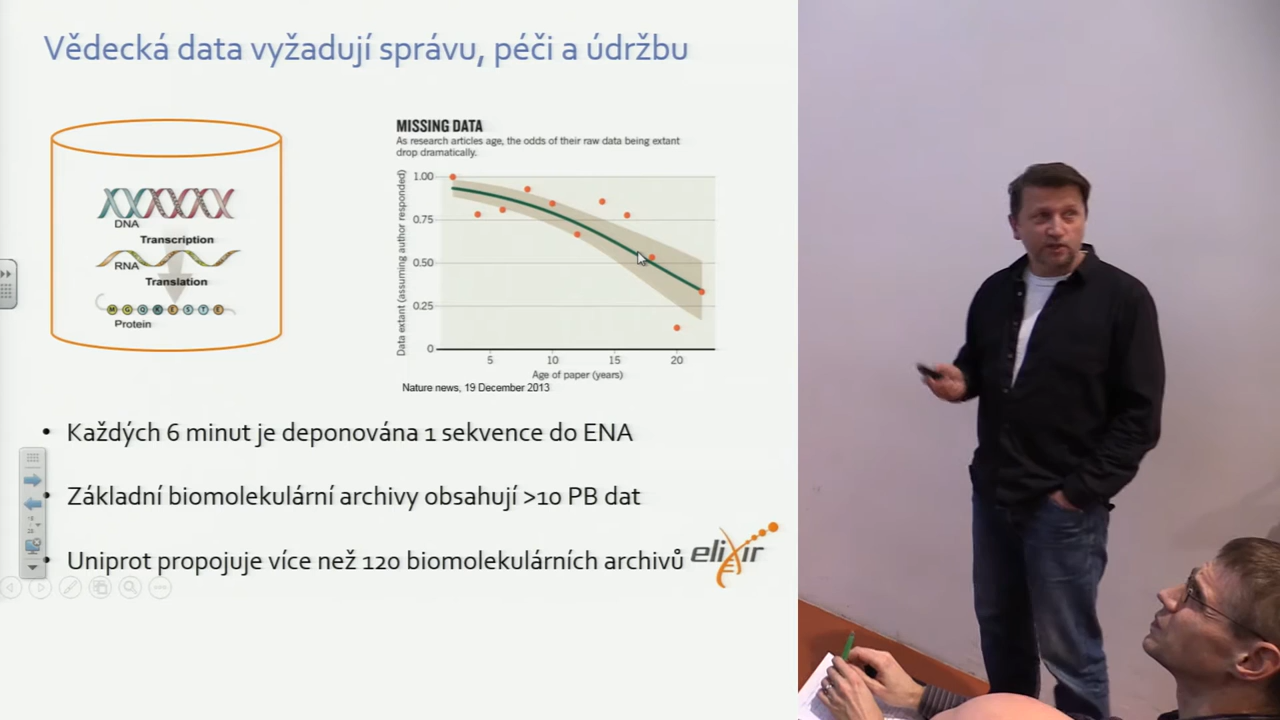 Vědecká data vyžadují správu, péči a údržbu
DNA
Transcription
RNA
Translation
M G Q K E S T E
Protein
MISSING DATA
As research articles age, the odds of their raw data being extant
drop dramatically.
Data extant (assuming author responded)
1.00
0.75
0.50
0.25
0
5 10 15 20
Age of paper (years)
Nature news, 19 December 2013
• Každých 6 minut je deponována 1 sekvence do ENA
• Základní biomolekulární archivy obsahují >10 PB dat
• Uniprot propojuje více než 120 biomolekulárních archivů
elixir